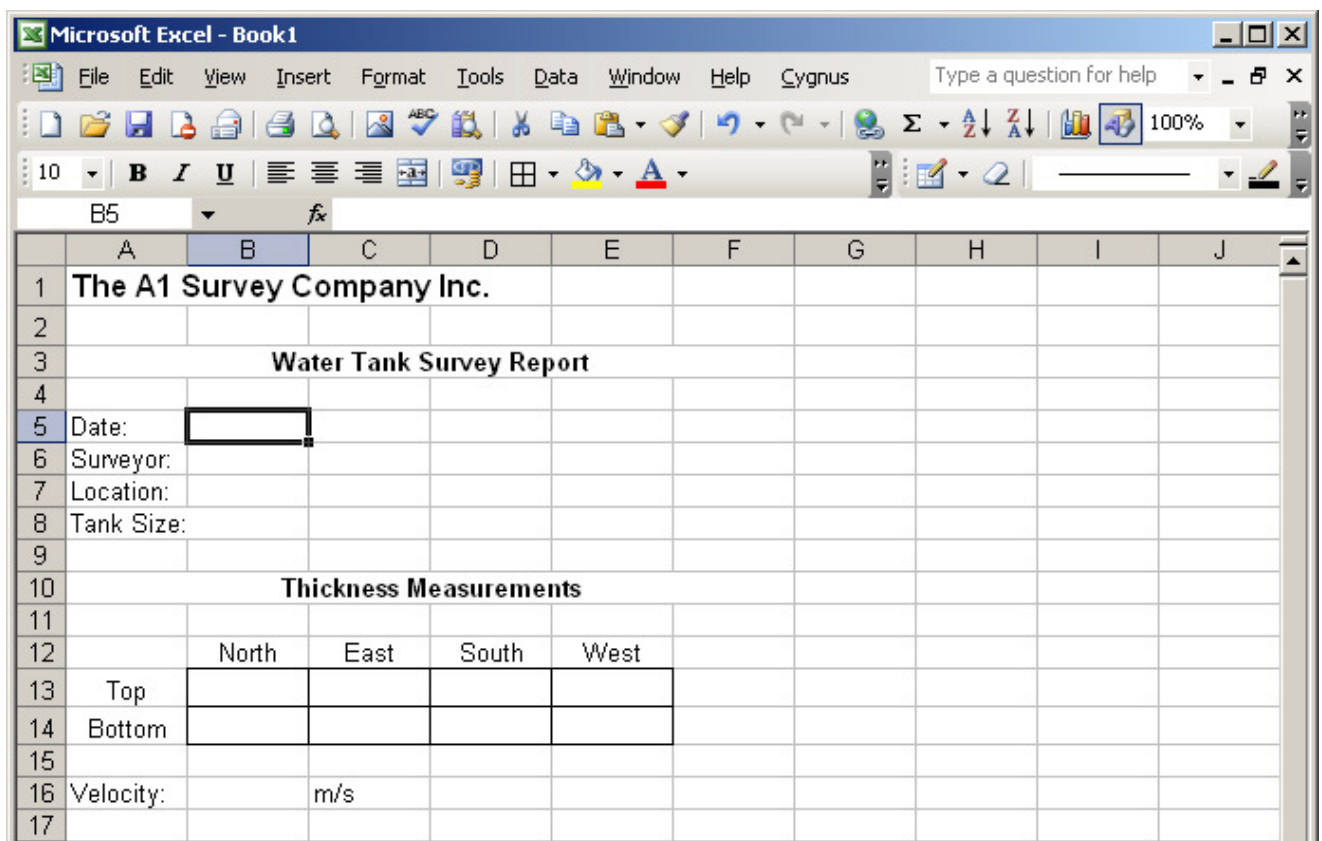 Microsoft Excel - Book1
File Edit View Insert Format Tools Data Window Help Cygnus Type a question for help
ABC Σ A Z Z A 100%
10 B I U a A
B5 fx
A B C D E F G H I J
1 The A1 Survey Company Inc.
2
3 Water Tank Survey Report
4
5 Date:
6 Surveyor:
7 Location:
8 Tank Size:
9
10 Thickness Measurements
11
12 North East South West
13 Top
14 Bottom
15
16 Velocity: m/s
17